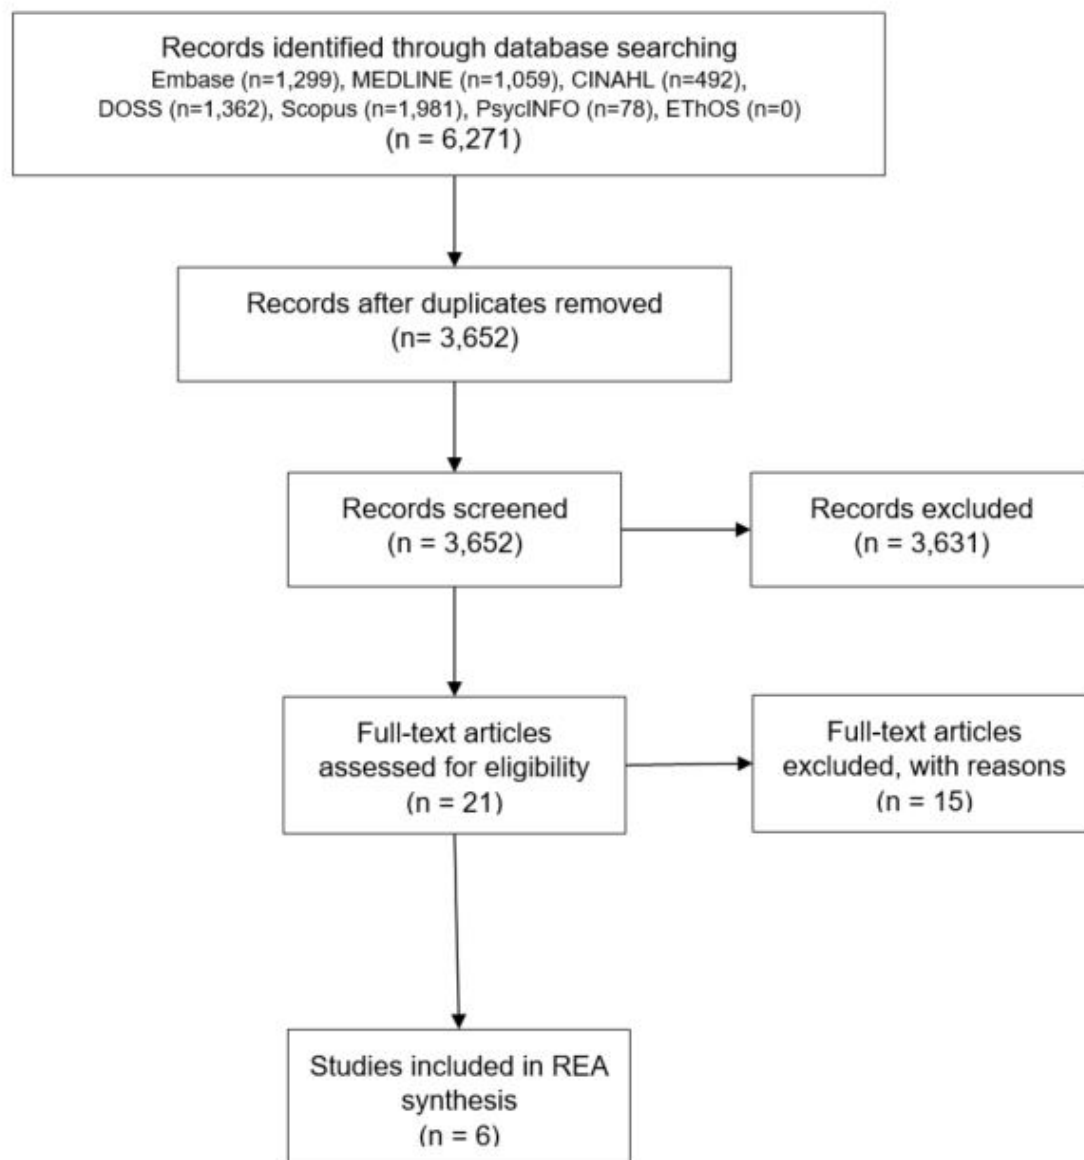 Records identified through database searching
Embase (n=1,299), MEDLINE (n=1,059), CINAHL (n=492),
DOSS (n=1,362), Scopus (n=1,981), PsycINFO (n=78), EThOS (n=0)
(n = 6,271)
Records after duplicates removed
(n= 3,652)
Records screened
(n = 3,652)
Records excluded
(n = 3,631)
Full-text articles
assessed for eligibility
(n = 21)
Full-text articles
excluded, with reasons
(n = 15)
Studies included in REA
synthesis
(n = 6)